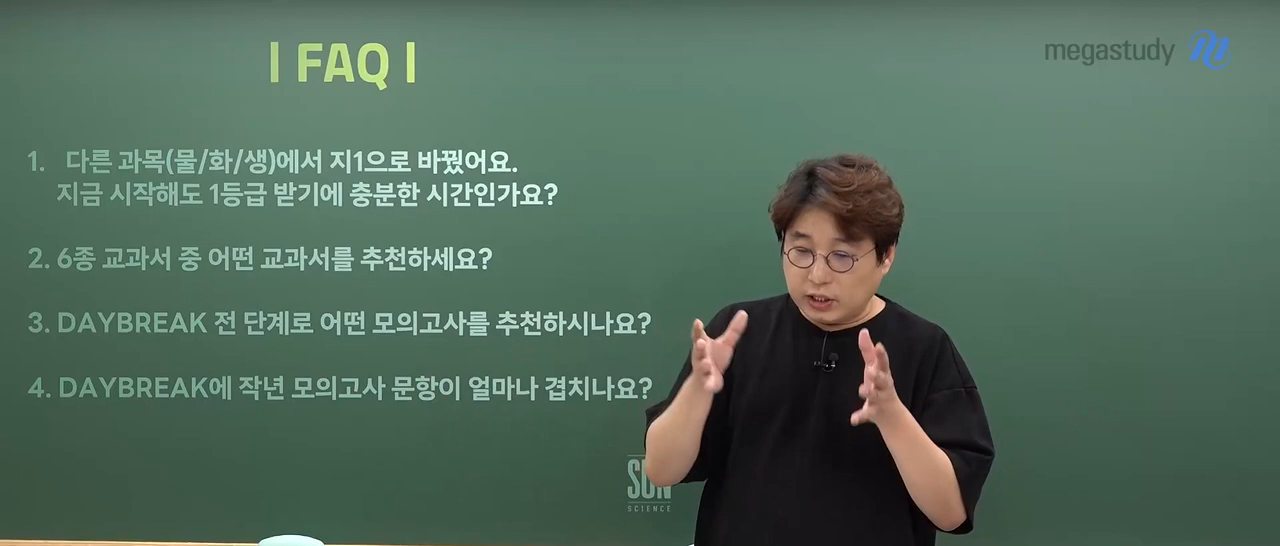 | FAQ |
megastudy M
1. 다른 과목(물/화/생)에서 지1으로 바꿨어요.
지금 시작해도 1등급 받기에 충분한 시간인가요?
2. 6종 교과서 중 어떤 교과서를 추천하세요?
3. DAYBREAK 전 단계로 어떤 모의고사를 추천하시나요?
4. DAYBREAK에 작년 모의고사 문항이 얼마나 겹치나요?
SUN
SCIENCE